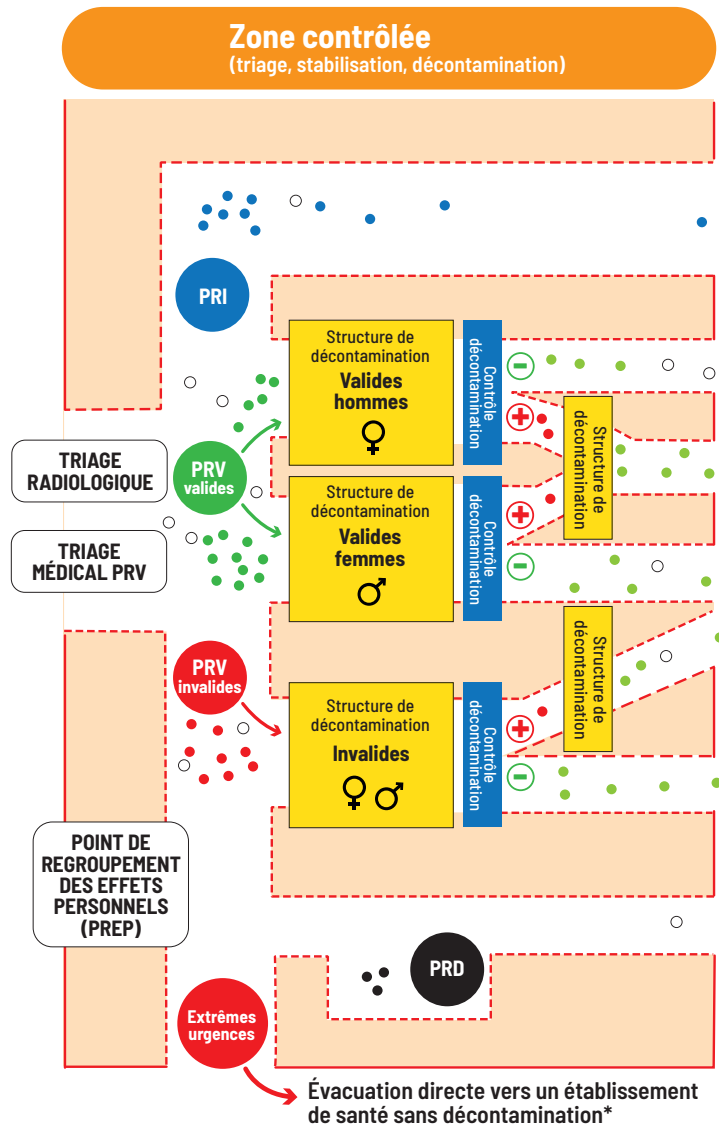 Zone contrôlée
(triage, stabilisation, décontamination)
PRI
Structure de
décontamination
Valides
hommes
Contrôle
décontamination
Structure de
décontamination
TRIAGE
RADIOLOGIQUE
PRV
valides
TRIAGE
MÉDICAL PRV
Structure de
décontamination
Valides
femmes
Contrôle
décontamination
PRV
invalides
Structure de
décontamination
Invalides
Contrôle
décontamination
Structure de
décontamination
POINT DE
REGROUPEMENT
DES EFFETS
PERSONNELS
(PREP)
PRD
Extrêmes
urgences
Évacuation directe vers un établissement
de santé sans décontamination*